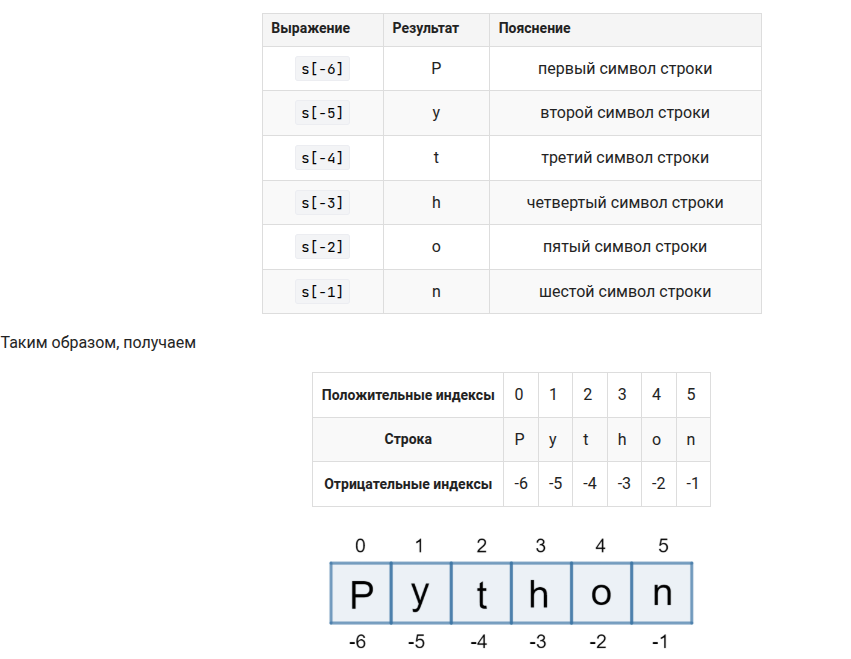 Выражение Результат Пояснение
s[-6] P первый символ строки
s[-5] y второй символ строки
s[-4] t третий символ строки
s[-3] h четвертый символ строки
s[-2] o пятый символ строки
s[-1] n шестой символ строки
Таким образом, получаем
Положительные индексы 0 1 2 3 4 5
Строка P y t h o n
Отрицательные индексы -6 -5 -4 -3 -2 -1
0 1 2 3 4 5
P y t h o n
-6 -5 -4 -3 -2 -1